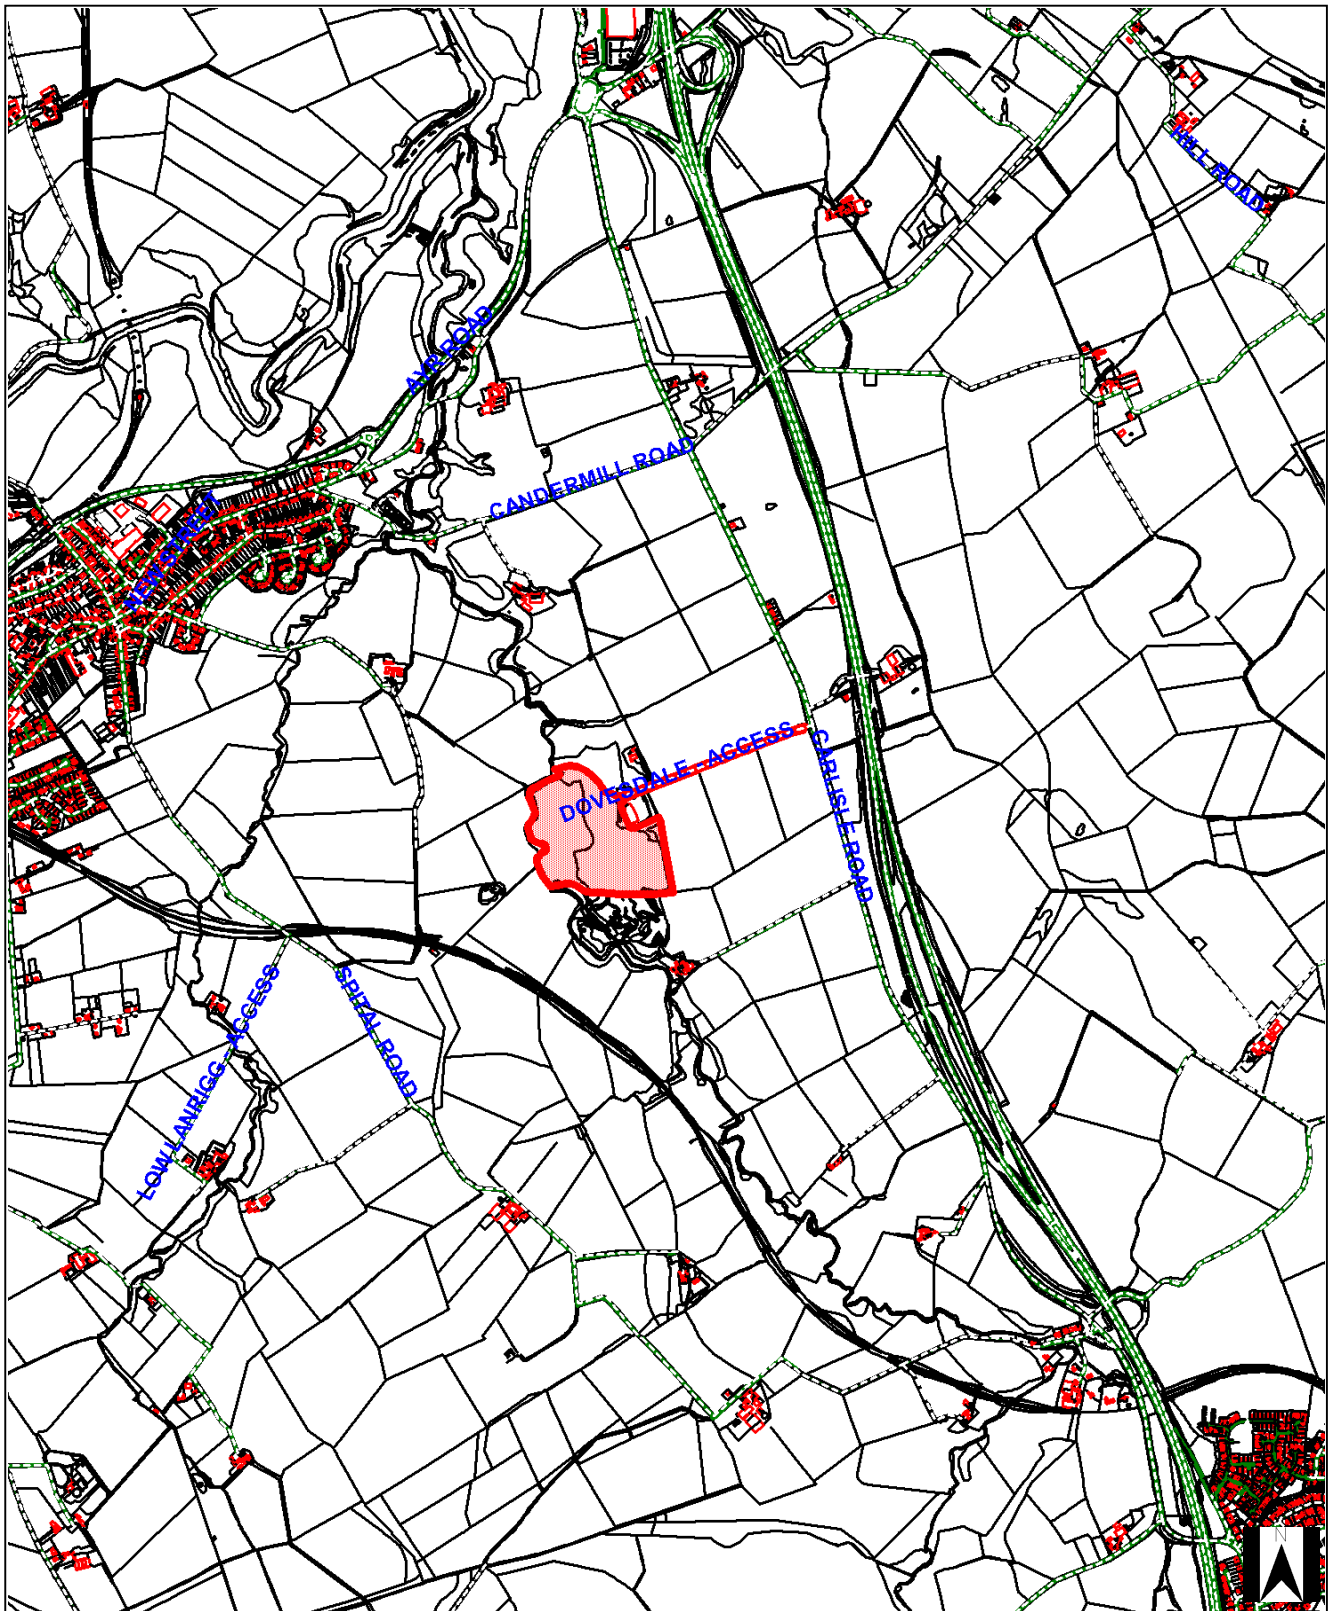 HILL ROAD
AYR ROAD
CANDERMILL ROAD
NEW STREET
DOVESDALE - ACCESS
CARLISLE ROAD
SPITAL ROAD
LOW LANRIGG - ACCESS
N